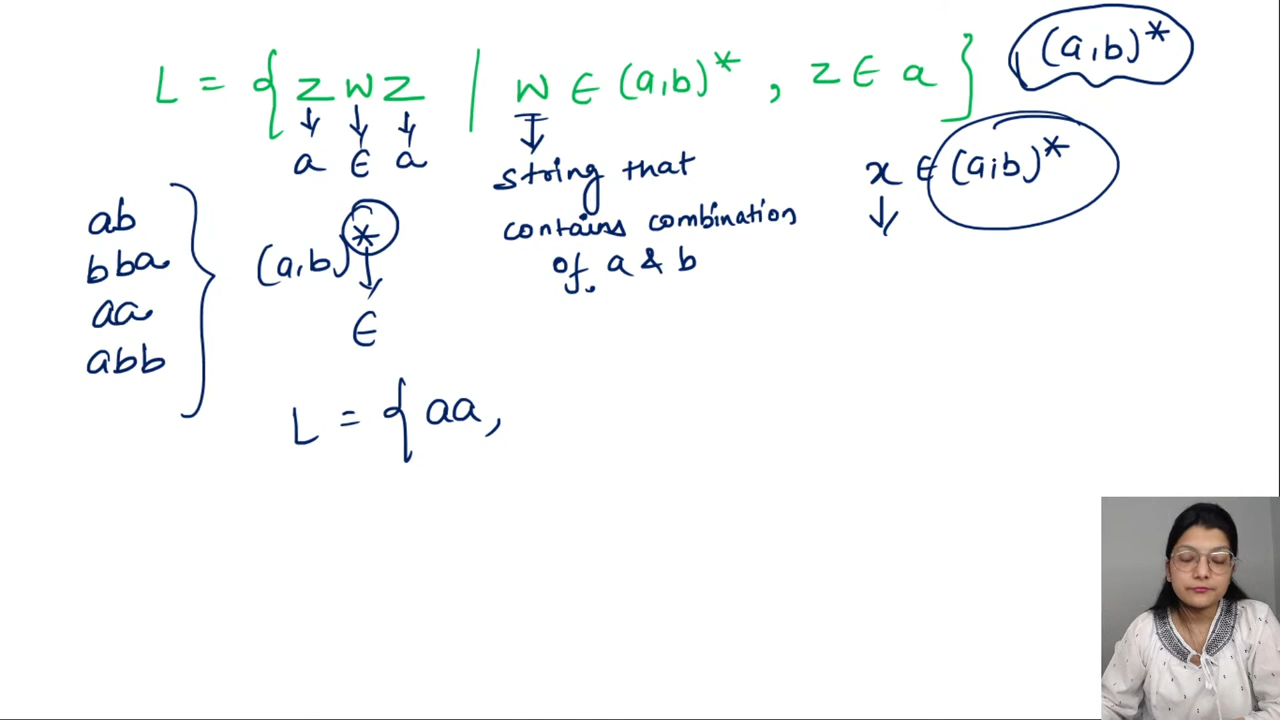 L = { z w z | w ∈ (a,b)* , z ∈ a }
(a,b)*
↓ ↓ ↓ ↓
a ϵ a
string that
contains combination
of a & b
x ∈ (a,b)*
↓
ab
bba
aa
abb
}
(a,b)*
↓
ϵ
L = { aa,